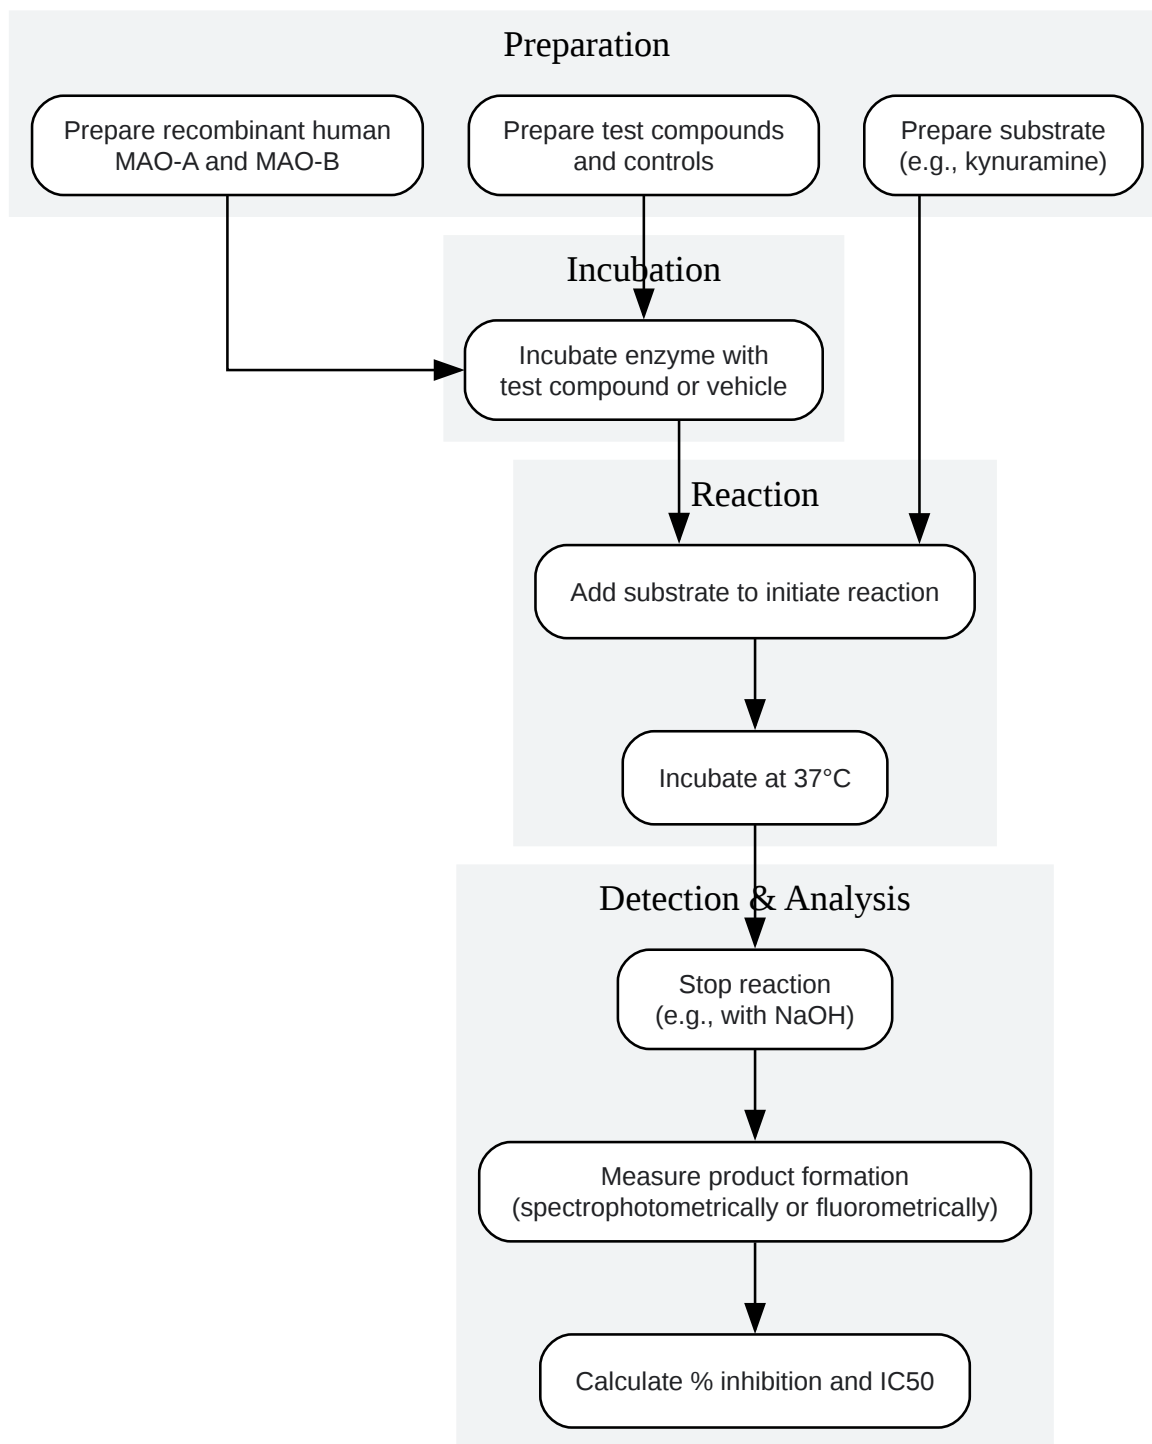 Preparation
Prepare recombinant human
MAO-A and MAO-B
Prepare test compounds
and controls
Prepare substrate
(e.g., kynuramine)
Incubation
Incubate enzyme with
test compound or vehicle
Reaction
Add substrate to initiate reaction
Incubate at 37°C
Detection & Analysis
Stop reaction
(e.g., with NaOH)
Measure product formation
(spectrophotometrically or fluorometrically)
Calculate % inhibition and IC50